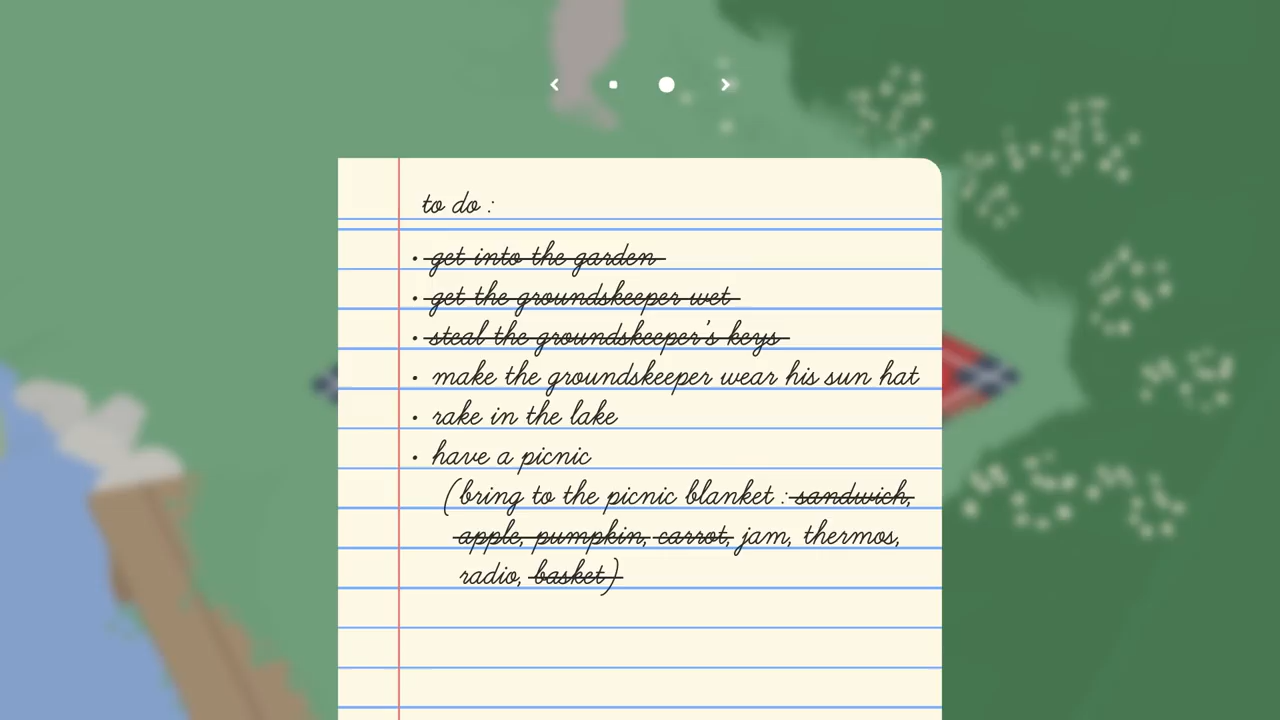 to do :
• get into the garden
• get the groundskeeper wet
• steal the groundskeeper's keys
• make the groundskeeper wear his sun hat
• rake in the lake
• have a picnic
(bring to the picnic blanket : sandwich,
apple, pumpkin, carrot, jam, thermos,
radio, basket)